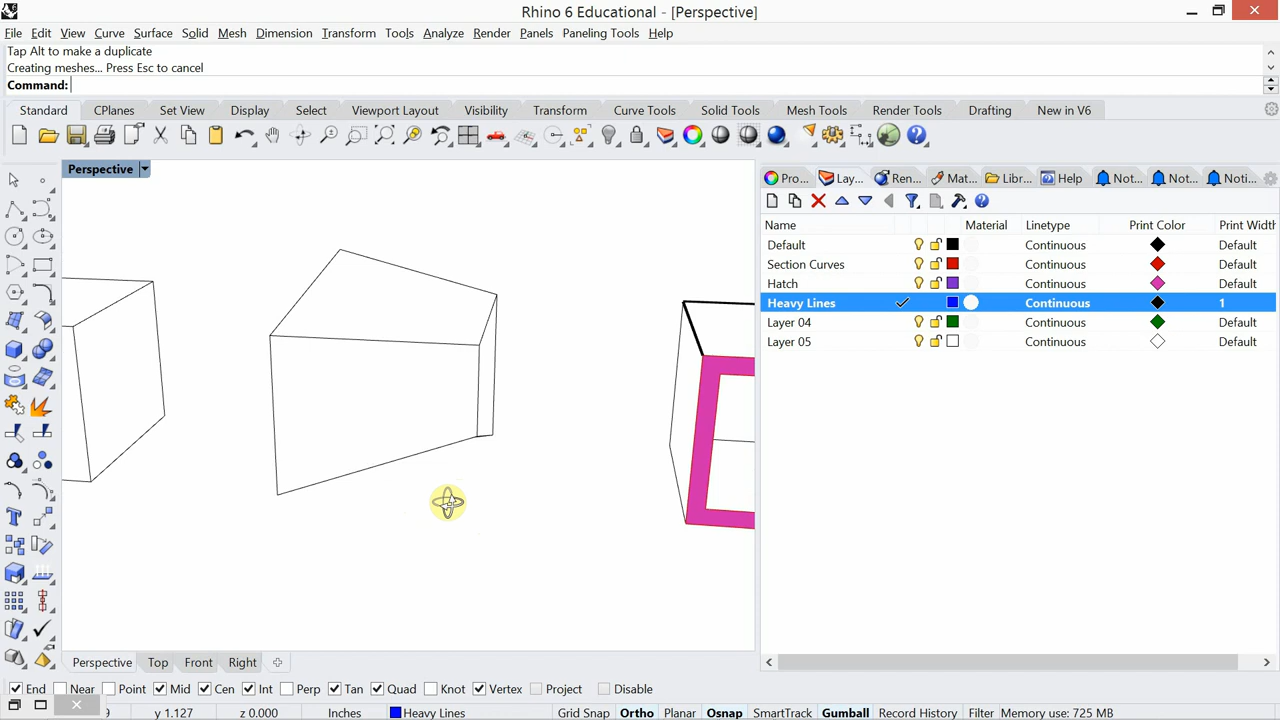 Rhino 6 Educational - [Perspective]
File Edit View Curve Surface Solid Mesh Dimension Transform Tools Analyze Render Panels Paneling Tools Help
Tap Alt to make a duplicate
Creating meshes... Press Esc to cancel
Command:
Standard CPlanes Set View Display Select Viewport Layout Visibility Transform Curve Tools Solid Tools Mesh Tools Render Tools Drafting New in V6
Perspective
Pro... Lay... Ren... Mat... Libr... Help Not... Not... Noti...
Name Material Linetype Print Color Print Width
Default Continuous Default
Section Curves Continuous Default
Hatch Continuous Default
Heavy Lines Continuous 1
Layer 04 Continuous Default
Layer 05 Continuous Default
Perspective Top Front Right
End Near Point Mid Cen Int Perp Tan Quad Knot Vertex Project Disable
9 y 1.127 z 0.000 Inches Heavy Lines Grid Snap Ortho Planar Osnap SmartTrack Gumball Record History Filter Memory use: 725 MB